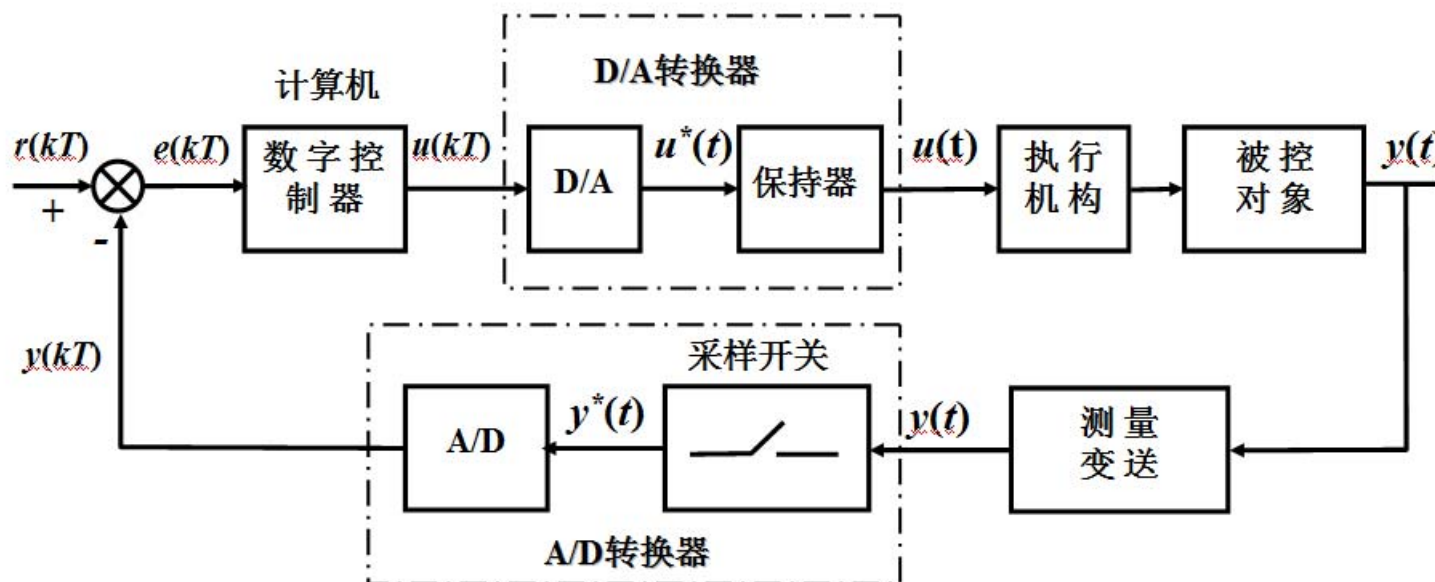 D/A转换器
计算机
r(kT)
e(kT)
数字控
制器
u(kT)
D/A
u*(t)
保持器
u(t)
执行
机构
被控
对象
y(t)
+
-
y(kT)
采样开关
A/D
y*(t)
y(t)
测量
变送
A/D转换器